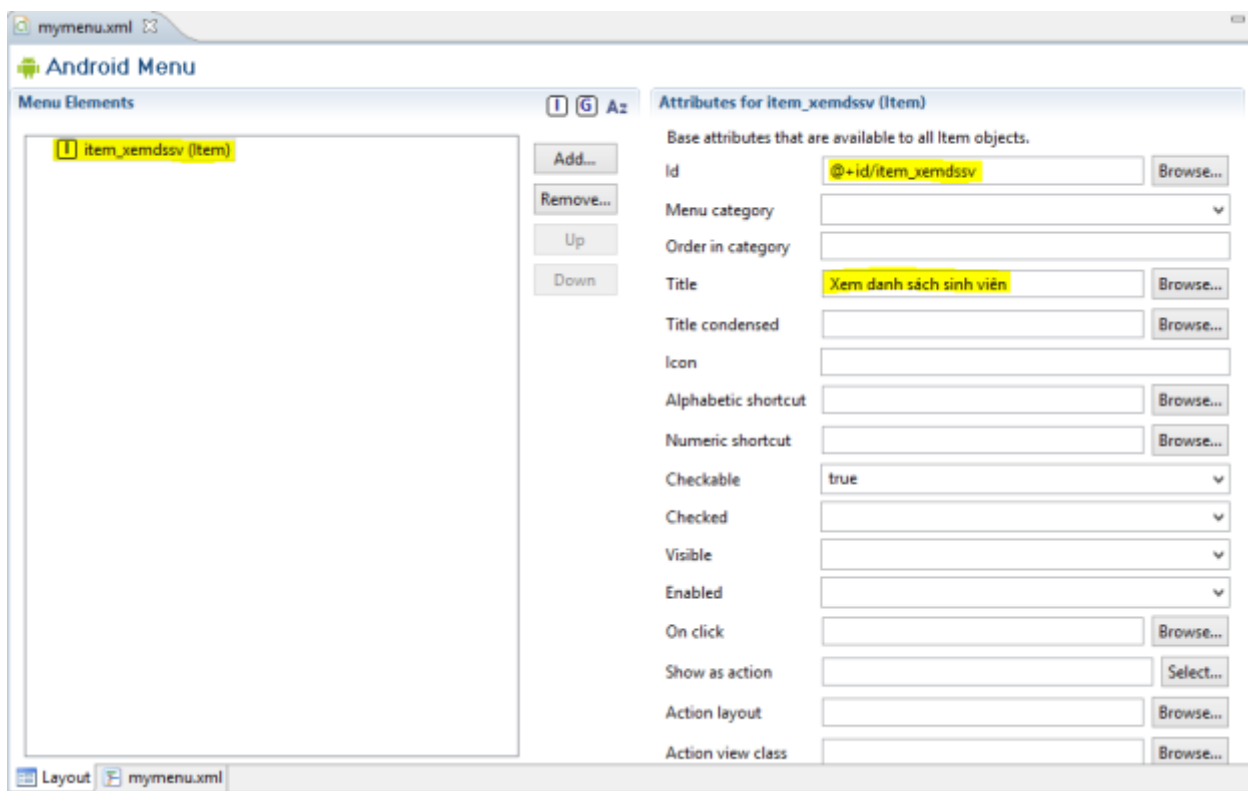 mymenu.xml
Android Menu
Menu Elements
I G Az
item_xemdssv (Item)
Add...
Remove...
Up
Down
Attributes for item_xemdssv (Item)
Base attributes that are available to all Item objects.
Id @+id/item_xemdssv Browse...
Menu category
Order in category
Title Xem danh sách sinh viên Browse...
Title condensed Browse...
Icon
Alphabetic shortcut Browse...
Numeric shortcut Browse...
Checkable true
Checked
Visible
Enabled
On click Browse...
Show as action Select...
Action layout Browse...
Action view class Browse...
Layout mymenu.xml